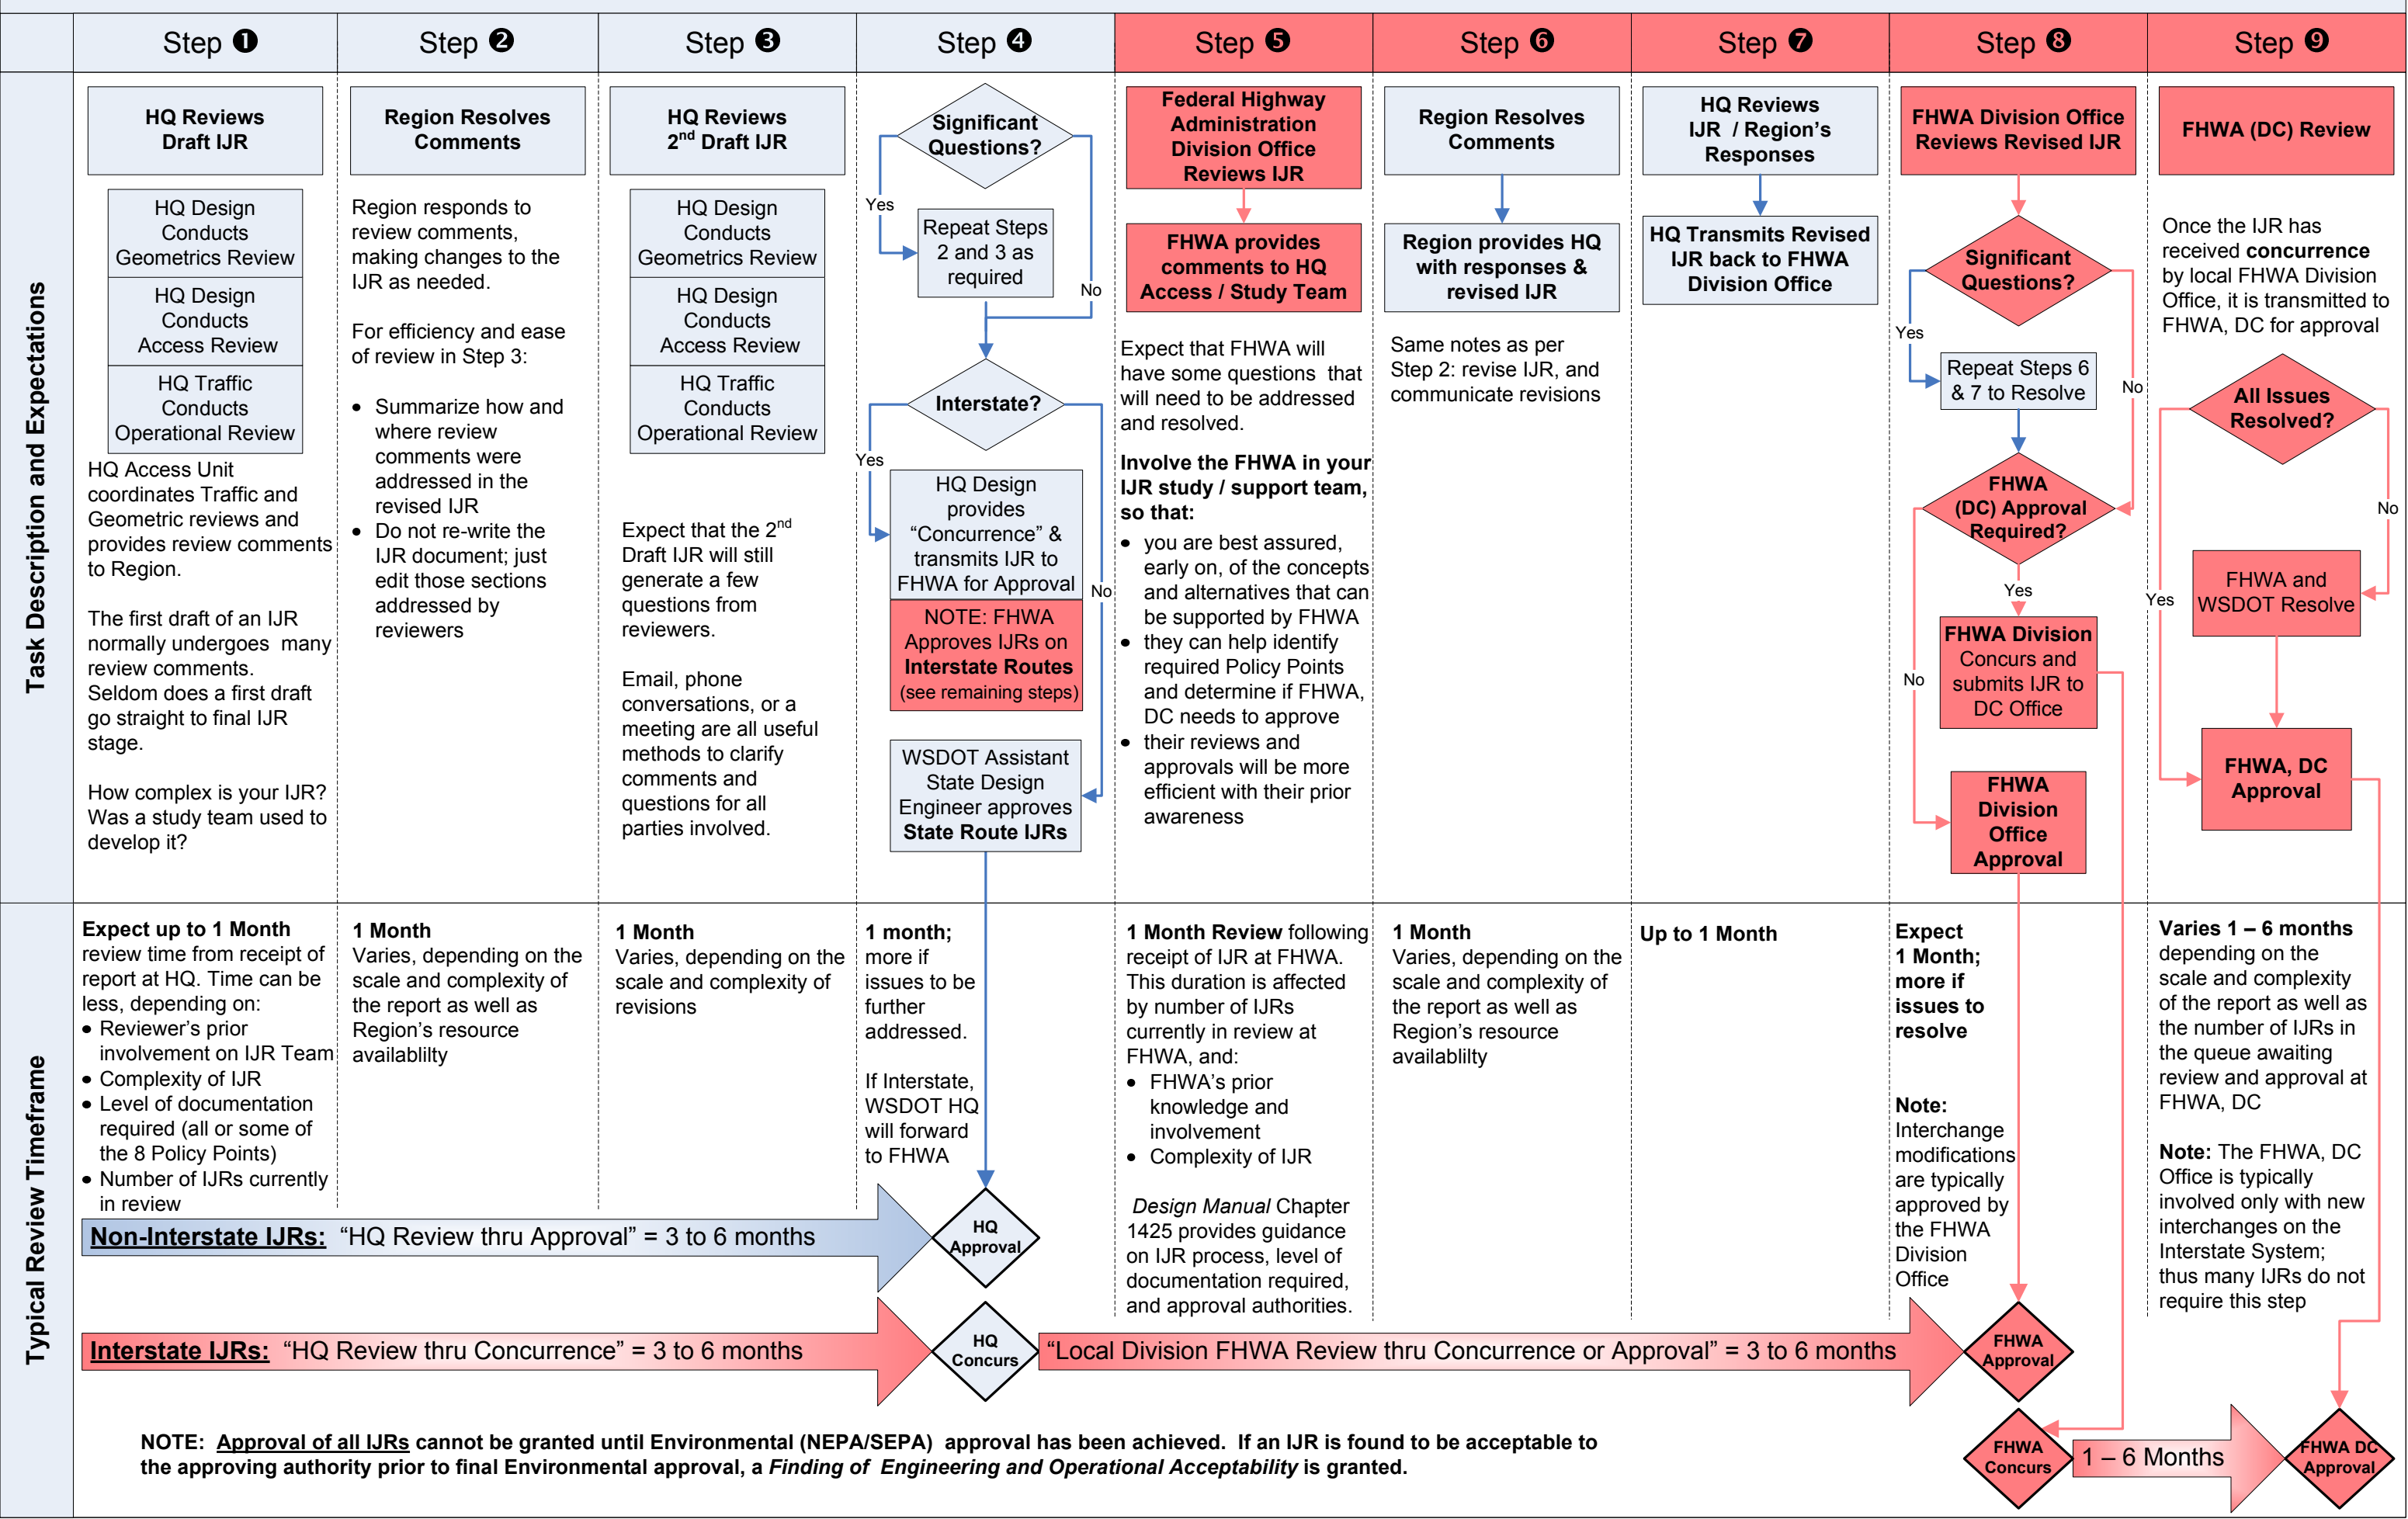 Step ❶
Step ❷
Step ❸
Step ❹
Step ❺
Step ❻
Step ❼
Step ❽
Step ❾
Task Description and Expectations
HQ Reviews
Draft IJR
HQ Design
Conducts
Geometrics Review
HQ Design
Conducts
Access Review
HQ Traffic
Conducts
Operational Review
HQ Access Unit
coordinates Traffic and
Geometric reviews and
provides review comments
to Region.
The first draft of an IJR
normally undergoes many
review comments.
Seldom does a first draft
go straight to final IJR
stage.
How complex is your IJR?
Was a study team used to
develop it?
Region Resolves
Comments
Region responds to
review comments,
making changes to the
IJR as needed.
For efficiency and ease
of review in Step 3:
• Summarize how and
where review
comments were
addressed in the
revised IJR
• Do not re-write the
IJR document; just
edit those sections
addressed by
reviewers
HQ Reviews
2nd Draft IJR
HQ Design
Conducts
Geometrics Review
HQ Design
Conducts
Access Review
HQ Traffic
Conducts
Operational Review
Expect that the 2nd
Draft IJR will still
generate a few
questions from
reviewers.
Email, phone
conversations, or a
meeting are all useful
methods to clarify
comments and
questions for all
parties involved.
Significant
Questions?
Yes
No
Repeat Steps
2 and 3 as
required
Interstate?
Yes
No
HQ Design
provides
“Concurrence” &
transmits IJR to
FHWA for Approval
NOTE: FHWA
Approves IJRs on
Interstate Routes
(see remaining steps)
WSDOT Assistant
State Design
Engineer approves
State Route IJRs
Federal Highway
Administration
Division Office
Reviews IJR
FHWA provides
comments to HQ
Access / Study Team
Expect that FHWA will
have some questions that
will need to be addressed
and resolved.
Involve the FHWA in your
IJR study / support team,
so that:
• you are best assured,
early on, of the concepts
and alternatives that can
be supported by FHWA
• they can help identify
required Policy Points
and determine if FHWA,
DC needs to approve
• their reviews and
approvals will be more
efficient with their prior
awareness
Region Resolves
Comments
Region provides HQ
with responses &
revised IJR
Same notes as per
Step 2: revise IJR, and
communicate revisions
HQ Reviews
IJR / Region’s
Responses
HQ Transmits Revised
IJR back to FHWA
Division Office
FHWA Division Office
Reviews Revised IJR
Significant
Questions?
Yes
No
Repeat Steps 6
& 7 to Resolve
FHWA
(DC) Approval
Required?
Yes
No
FHWA Division
Concurs and
submits IJR to
DC Office
FHWA
Division
Office
Approval
FHWA (DC) Review
Once the IJR has
received concurrence
by local FHWA Division
Office, it is transmitted to
FHWA, DC for approval
All Issues
Resolved?
No
Yes
FHWA and
WSDOT Resolve
FHWA, DC
Approval
Typical Review Timeframe
Expect up to 1 Month
review time from receipt of
report at HQ. Time can be
less, depending on:
• Reviewer’s prior
involvement on IJR Team
• Complexity of IJR
• Level of documentation
required (all or some of
the 8 Policy Points)
• Number of IJRs currently
in review
1 Month
Varies, depending on the
scale and complexity of
the report as well as
Region’s resource
availablilty
1 Month
Varies, depending on the
scale and complexity of
revisions
1 month;
more if
issues to be
further
addressed.
If Interstate,
WSDOT HQ
will forward
to FHWA
1 Month Review following
receipt of IJR at FHWA.
This duration is affected
by number of IJRs
currently in review at
FHWA, and:
• FHWA’s prior
knowledge and
involvement
• Complexity of IJR
Design Manual Chapter
1425 provides guidance
on IJR process, level of
documentation required,
and approval authorities.
1 Month
Varies, depending on the
scale and complexity of
the report as well as
Region’s resource
availablilty
Up to 1 Month
Expect
1 Month;
more if
issues to
resolve
Note:
Interchange
modifications
are typically
approved by
the FHWA
Division
Office
Varies 1 – 6 months
depending on the
scale and complexity
of the report as well as
the number of IJRs in
the queue awaiting
review and approval at
FHWA, DC
Note: The FHWA, DC
Office is typically
involved only with new
interchanges on the
Interstate System;
thus many IJRs do not
require this step
Non-Interstate IJRs: “HQ Review thru Approval” = 3 to 6 months
HQ
Approval
Interstate IJRs: “HQ Review thru Concurrence” = 3 to 6 months
HQ
Concurs
“Local Division FHWA Review thru Concurrence or Approval” = 3 to 6 months
FHWA
Approval
FHWA
Concurs
1 – 6 Months
FHWA DC
Approval
NOTE: Approval of all IJRs cannot be granted until Environmental (NEPA/SEPA) approval has been achieved. If an IJR is found to be acceptable to
the approving authority prior to final Environmental approval, a Finding of Engineering and Operational Acceptability is granted.